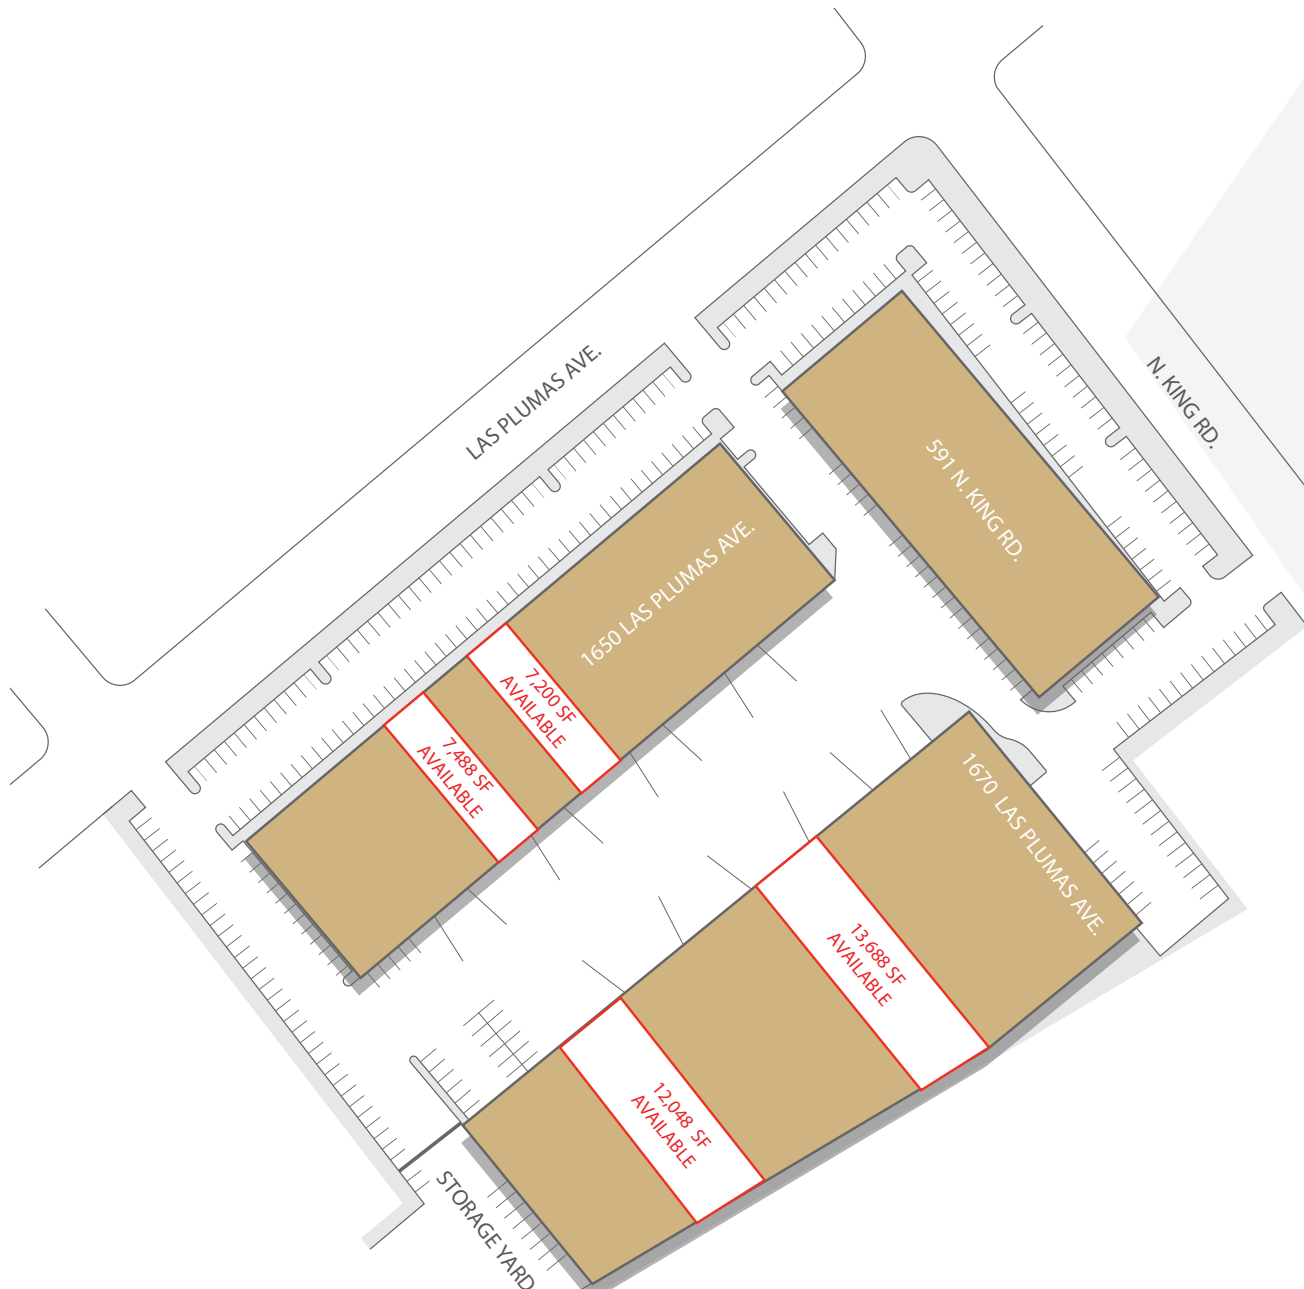 LAS PLUMAS AVE.
N. KING RD.
591 N. KING RD.
1650 LAS PLUMAS AVE.
7,200 SF
AVAILABLE
7,488 SF
AVAILABLE
1670 LAS PLUMAS AVE.
13,688 SF
AVAILABLE
12,048 SF
AVAILABLE
STORAGE YARD